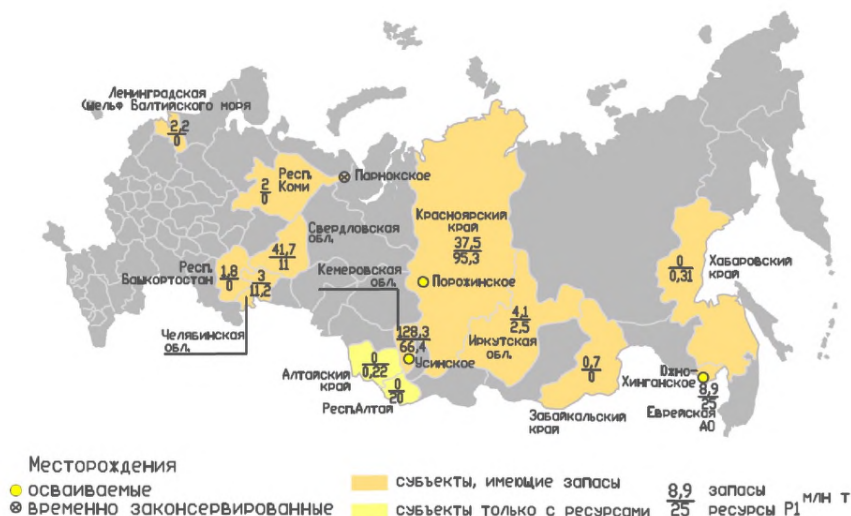 Ленинградская
(шельф Балтийского моря
2,2
0
Респ.
Коми
2
0
Парнокское
Свердловская
обл.
41,7
11
Респ.
Башкортостан
1,8
0
3
11,2
Челябинская
обл.
Кемеровская
обл.
128,3
66,4
Усинское
Красноярский
край
37,5
95,3
Порожинское
4,1
2,5
Иркутская
обл.
Алтайский
край
0
0,22
Респ.Алтай
0
20
0,7
0
Забайкальский
край
0
0,31
Хабаровский
край
Южно-
Хинганское
8,9
25
Еврейская
АО
Месторождения
осваиваемые
временно законсервированные
субъекты, имеющие запасы
субъекты только с ресурсами
8,9 запасы
25 ресурсы Р1
млн т